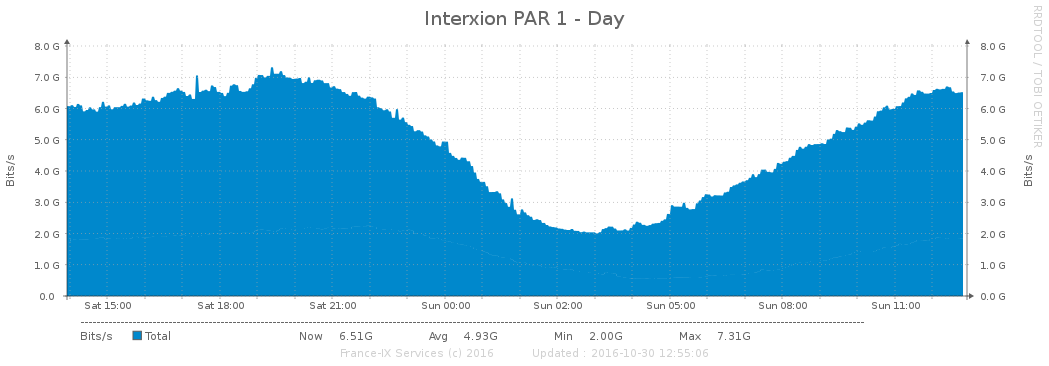 Interxion PAR 1 - Day
RRDTOOL / TOBI OETIKER
Bits/s
8.0 G
7.0 G
6.0 G
5.0 G
4.0 G
3.0 G
2.0 G
1.0 G
0.0
8.0 G
7.0 G
6.0 G
5.0 G
4.0 G
3.0 G
2.0 G
1.0 G
0.0 G
Bits/s
Sat 15:00 Sat 18:00 Sat 21:00 Sun 00:00 Sun 02:00 Sun 05:00 Sun 08:00 Sun 11:00
Bits/s Total Now 6.51G Avg 4.93G Min 2.00G Max 7.31G
France-IX Services (c) 2016 Updated : 2016-10-30 12:55:06